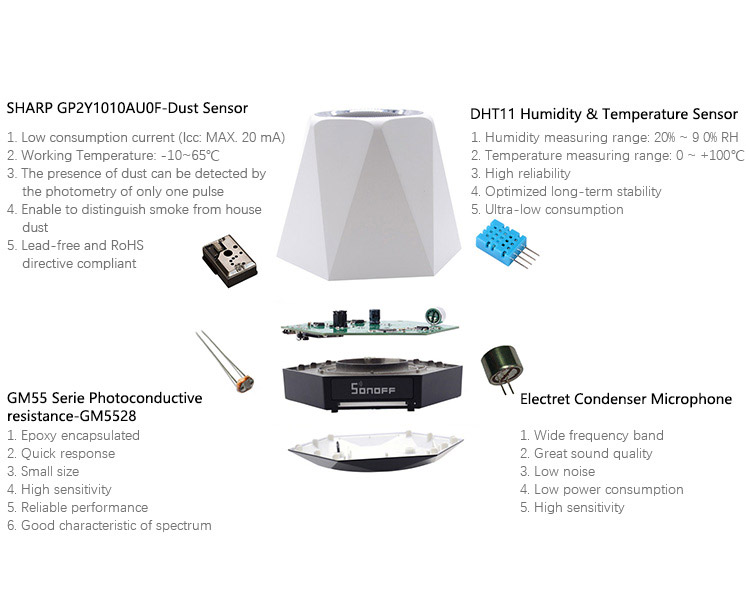 SHARP GP2Y1010AU0F-Dust Sensor
1. Low consumption current (Icc: MAX. 20 mA)
2. Working Temperature: -10~65℃
3. The presence of dust can be detected by
the photometry of only one pulse
4. Enable to distinguish smoke from house
dust
5. Lead-free and RoHS
directive compliant
DHT11 Humidity & Temperature Sensor
1. Humidity measuring range: 20% ~ 9 0% RH
2. Temperature measuring range: 0 ~ +100℃
3. High reliability
4. Optimized long-term stability
5. Ultra-low consumption
SONOFF
GM55 Serie Photoconductive
resistance-GM5528
1. Epoxy encapsulated
2. Quick response
3. Small size
4. High sensitivity
5. Reliable performance
6. Good characteristic of spectrum
Electret Condenser Microphone
1. Wide frequency band
2. Great sound quality
3. Low noise
4. Low power consumption
5. High sensitivity